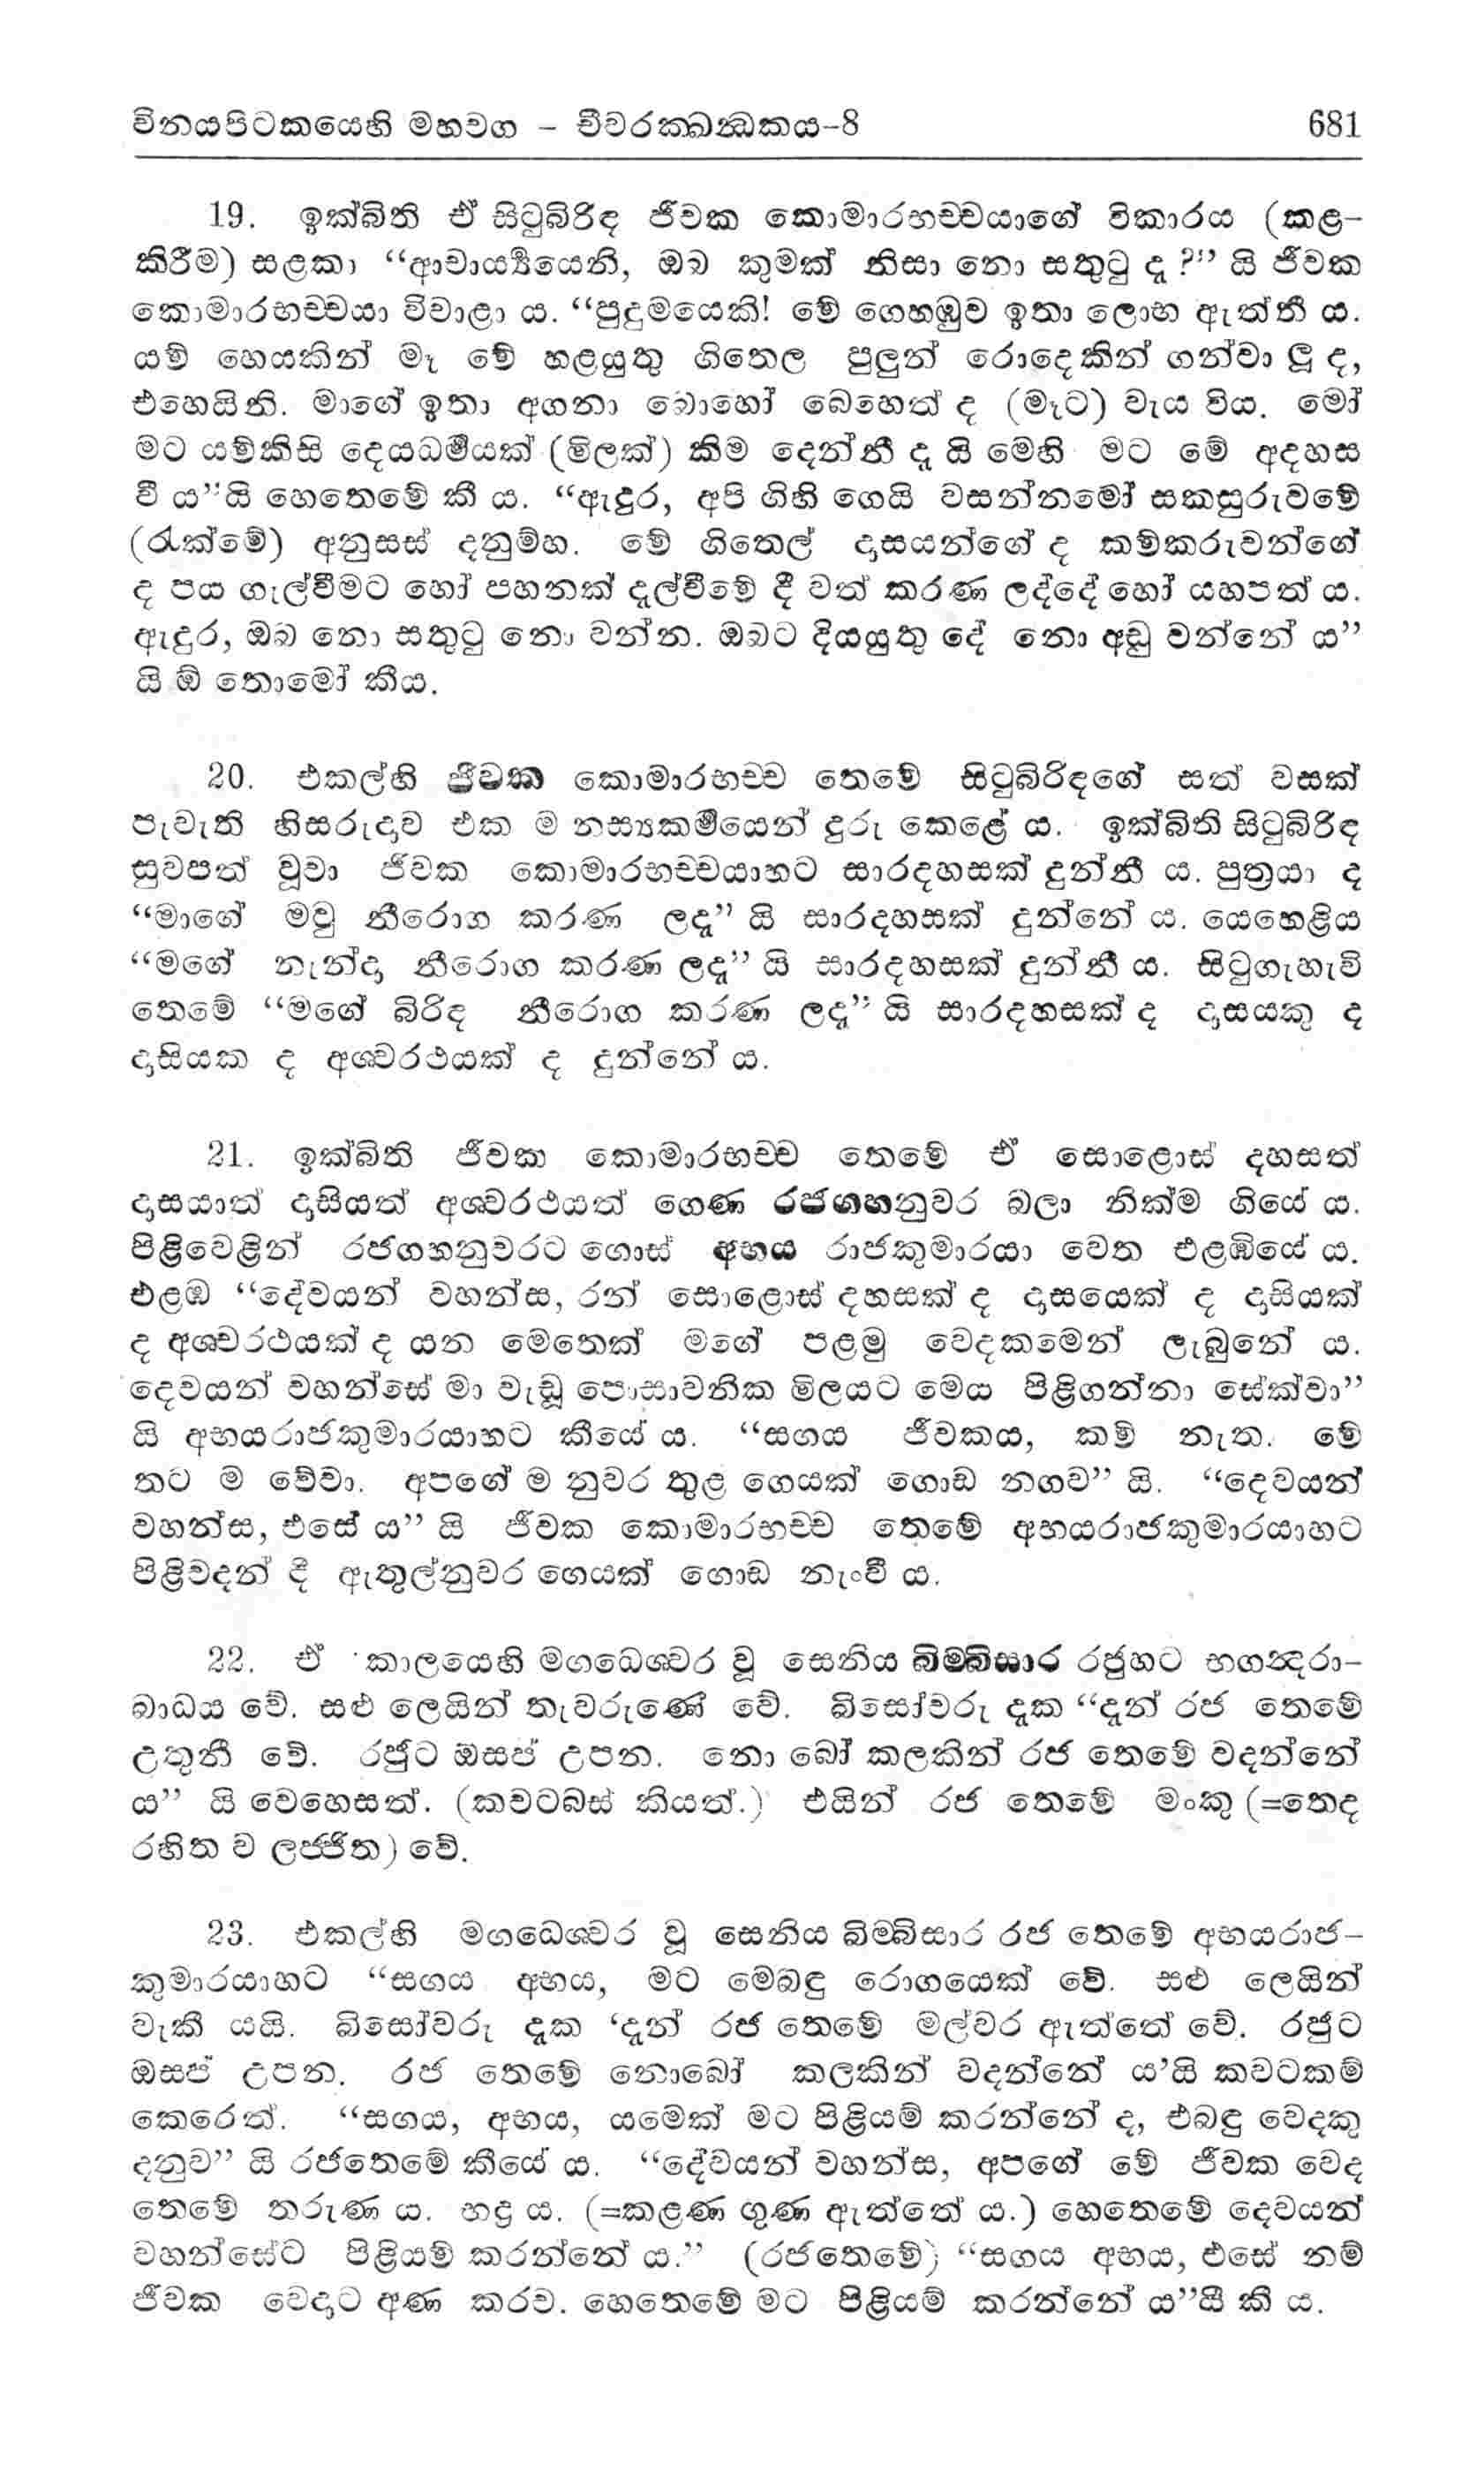 විනයපිටකයෙහි මහවග – චීවරක්ඛන්ධකය–8 681
19. ඉක්බිති ඒ සිටුබිරිඳ ජීවක කොමාරභච්චයාගේ විකාරය (කළ-
කිරීම) සළකා “ආචාර්‍ය්‍යයෙනි, ඔබ කුමක් නිසා නො සතුටු දැ ?” යි ජීවක
කොමාරභච්චයා විචාළා ය. “පුදුමයෙකි! මේ ගෙහඹුව ඉතා ලොභ ඇත්තී ය.
යම් හෙයකින් මෑ මේ හළයුතු ගිතෙල පුලුන් රොදෙකින් ගන්වා ලූ ද,
එහෙයිනි. මාගේ ඉතා අගනා බොහෝ බෙහෙත් ද (මෑට) වැය විය. මෝ
මට යම්කිසි දෙයධර්‍මයක් (මිලක්) කිම දෙන්නී දැ යි මෙහි මට මේ අදහස
වී ය”යි හෙතෙමේ කී ය. “ඇදුර, අපි ගිහි ගෙයි වසන්නමෝ සකසුරුවමේ
(රැක්මේ) අනුසස් දනුම්හ. මේ ගිතෙල් දාසයන්ගේ ද කම්කරුවන්ගේ
ද පය ගැල්වීමට හෝ පහනක් දැල්වීමේ දී වත් කරණ ලද්දේ හෝ යහපත් ය.
ඇදුර, ඔබ නො සතුටු නො වන්න. ඔබට දියයුතු දේ නො අඩු වන්නේ ය”
යි ඕ තොමෝ කීය.
20. එකල්හි ජීවක කොමාරභච්ච තෙමේ සිටුබිරිඳගේ සත් වසක්
පැවැති හිසරුදාව එක ම නස්‍යකර්‍මයෙන් දුරු කෙළේ ය. ඉක්බිති සිටුබිරිඳ
සුවපත් වූවා ජීවක කොමාරභච්චයාහට සාරදහසක් දුන්නී ය. පුත්‍රයා ද
“මාගේ මවු නීරොග කරණ ලදැ” යි සාරදහසක් දුන්නේ ය. යෙහෙළිය
“මගේ නැන්දා නීරොග කරණ ලදැ” යි සාරදහසක් දුන්නී ය. සිටුගැහැවි
තෙමේ “මගේ බිරිඳ නීරොග කරණ ලදැ” යි සාරදහසක් ද දාසයකු ද
දාසියක ද අශ්වරථයක් ද දුන්නේ ය.
21. ඉක්බිති ජීවක කොමාරභච්ච තෙමේ ඒ සොළොස් දහසත්
දාසයාත් දාසියත් අශ්වරථයත් ගෙණ රජගහනුවර බලා නික්ම ගියේ ය.
පිළිවෙළින් රජගහනුවරට ගොස් අභය රාජකුමාරයා වෙත එළඹියේ ය.
එළඹ “දේවයන් වහන්ස, රන් සොළොස් දහසක් ද දාසයෙක් ද දාසියක්
ද අශ්වරථයක් ද යන මෙතෙක් මගේ පළමු වෙදකමෙන් ලැබුනේ ය.
දෙවයන් වහන්සේ මා වැඩූ පොසාවනික මිලයට මෙය පිළිගන්නා සේක්වා”
යි අභයරාජකුමාරයාහට කීයේ ය. “සගය ජීවකය, කම් නැත. මේ
තට ම වේවා. අපගේ ම නුවර තුළ ගෙයක් ගොඩ නගව” යි. “දෙවයන්
වහන්ස, එසේ ය” යි ජීවක කොමාරභච්ච තෙමේ අභයරාජකුමාරයාහට
පිළිවදන් දී ඇතුල්නුවර ගෙයක් ගොඩ නැංවී ය.
22. ඒ කාලයෙහි මගධෙශ්වර වූ සෙනිය බිම්බිසාර රජුහට භගන්‍දරා-
බාධය වේ. සළු ලෙයින් තැවරුණේ වේ. බිසෝවරු දැක “දැන් රජ තෙමේ
උතුනී වේ. රජුට ඔසප් උපන. නො බෝ කලකින් රජ තෙමේ වදන්නේ
ය” යි වෙහෙසත්. (කවටබස් කියත්.) එයින් රජ තෙමේ මංකු (=තෙද
රහිත ව ලජ්ජිත) වේ.
23. එකල්හි මගධෙශ්වර වූ සෙනිය බිම්බිසාර රජ තෙමේ අභයරාජ-
කුමාරයාහට “සගය අභය, මට මෙබඳු රොගයෙක් වේ. සළු ලෙයින්
වැකී යයි. බිසෝවරු දැක ‘දැන් රජ තෙමේ මල්වර ඇත්තේ වේ. රජුට
ඔසප් උපන. රජ තෙමේ නොබෝ කලකින් වදන්නේ ය’යි කවටකම්
කෙරෙත්. “සගය, අභය, යමෙක් මට පිළියම් කරන්නේ ද, එබඳු වෙදකු
දනුව” යි රජතෙමේ කීයේ ය. “දේවයන් වහන්ස, අපගේ මේ ජීවක වෙද
තෙමේ තරුණ ය. භද්‍ර ය. (=කළණ ගුණ ඇත්තේ ය.) හෙතෙමේ දෙවයන්
වහන්සේට පිළියම් කරන්නේ ය.” (රජතෙමේ) “සගය අභය, එසේ නම්
ජීවක වෙදාට අණ කරව. හෙතෙමේ මට පිළියම් කරන්නේ ය”යී කී ය.